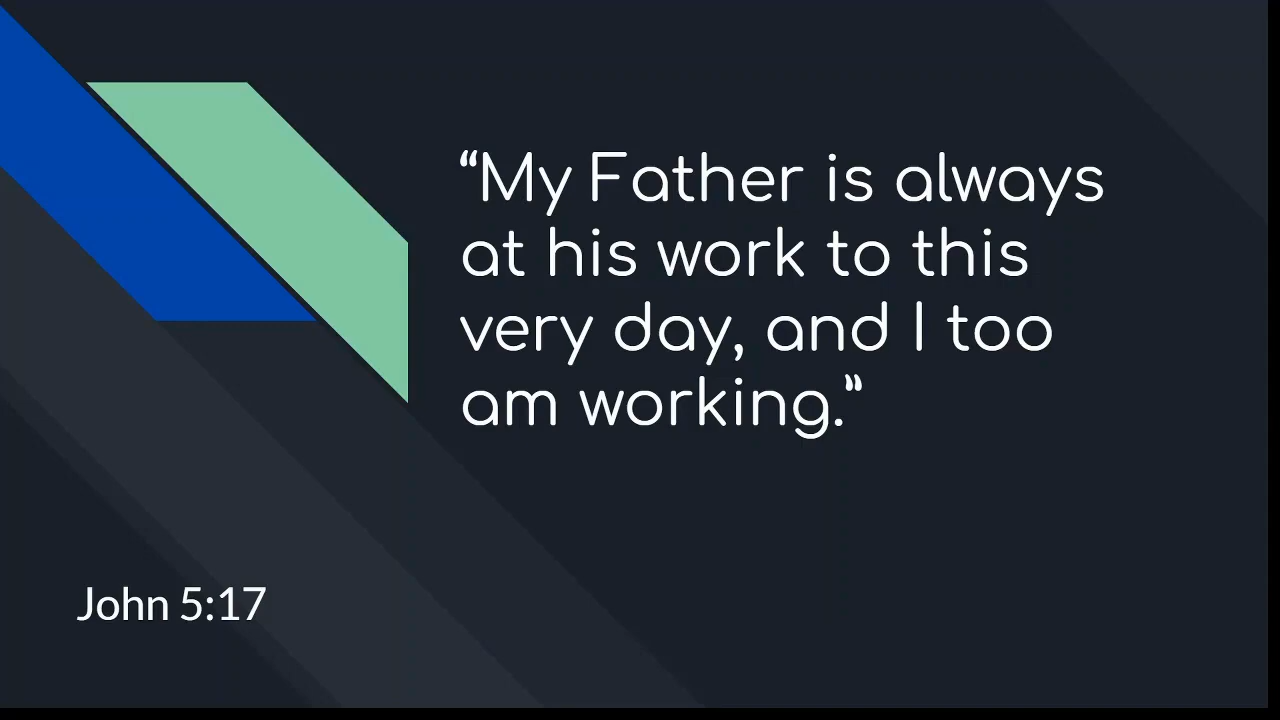 “My Father is always
at his work to this
very day, and I too
am working.”
John 5:17